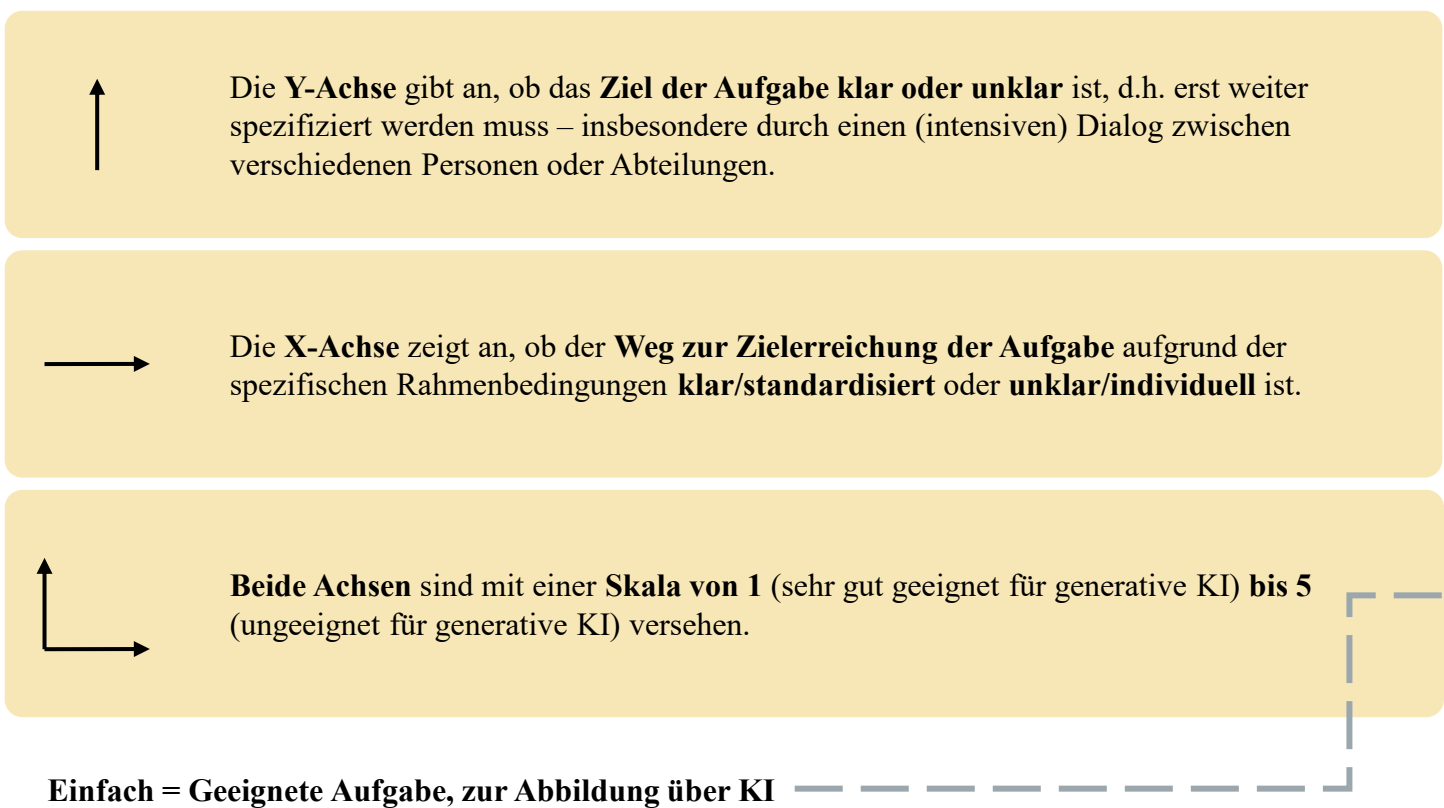 Die Y-Achse gibt an, ob das Ziel der Aufgabe klar oder unklar ist, d.h. erst weiter
spezifiziert werden muss – insbesondere durch einen (intensiven) Dialog zwischen
verschiedenen Personen oder Abteilungen.
Die X-Achse zeigt an, ob der Weg zur Zielerreichung der Aufgabe aufgrund der
spezifischen Rahmenbedingungen klar/standardisiert oder unklar/individuell ist.
Beide Achsen sind mit einer Skala von 1 (sehr gut geeignet für generative KI) bis 5
(ungeeignet für generative KI) versehen.
Einfach = Geeignete Aufgabe, zur Abbildung über KI